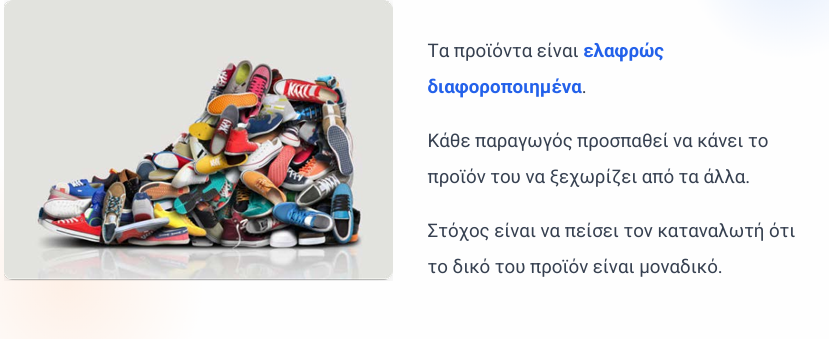 Τα προϊόντα είναι ελαφρώς
διαφοροποιημένα.
Κάθε παραγωγός προσπαθεί να κάνει το
προϊόν του να ξεχωρίζει από τα άλλα.
Στόχος είναι να πείσει τον καταναλωτή ότι
το δικό του προϊόν είναι μοναδικό.